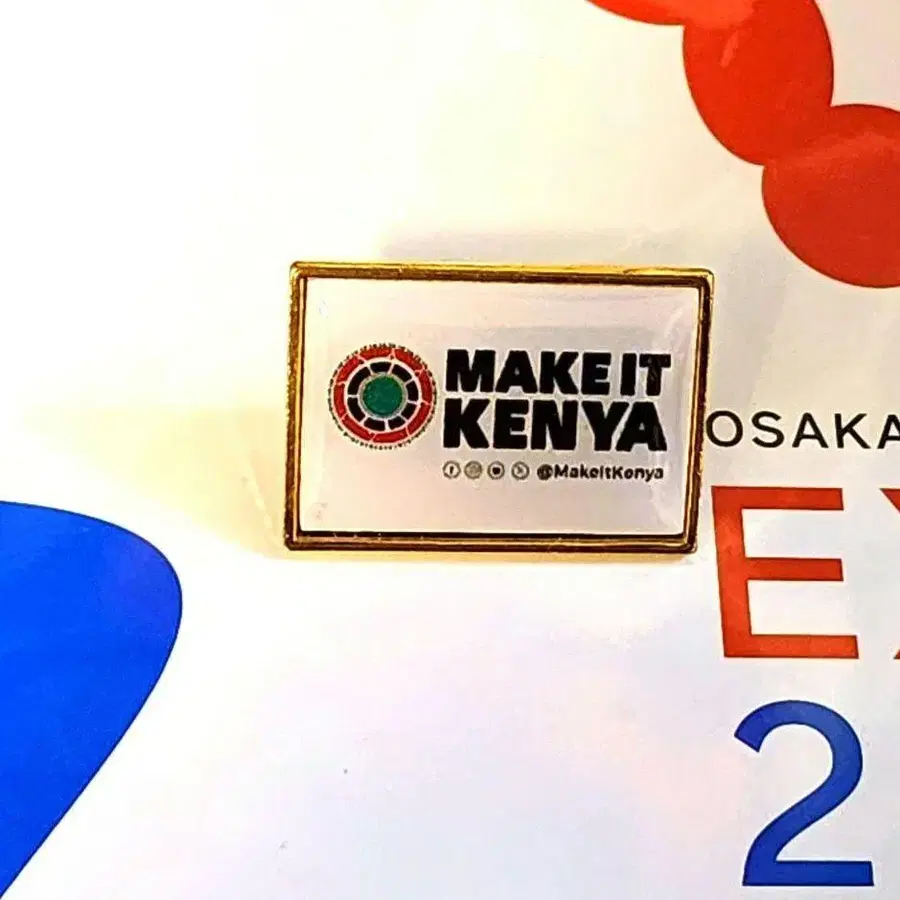 MAKE IT
KENYA
@MakeItKenya
OSAKA
EX
2